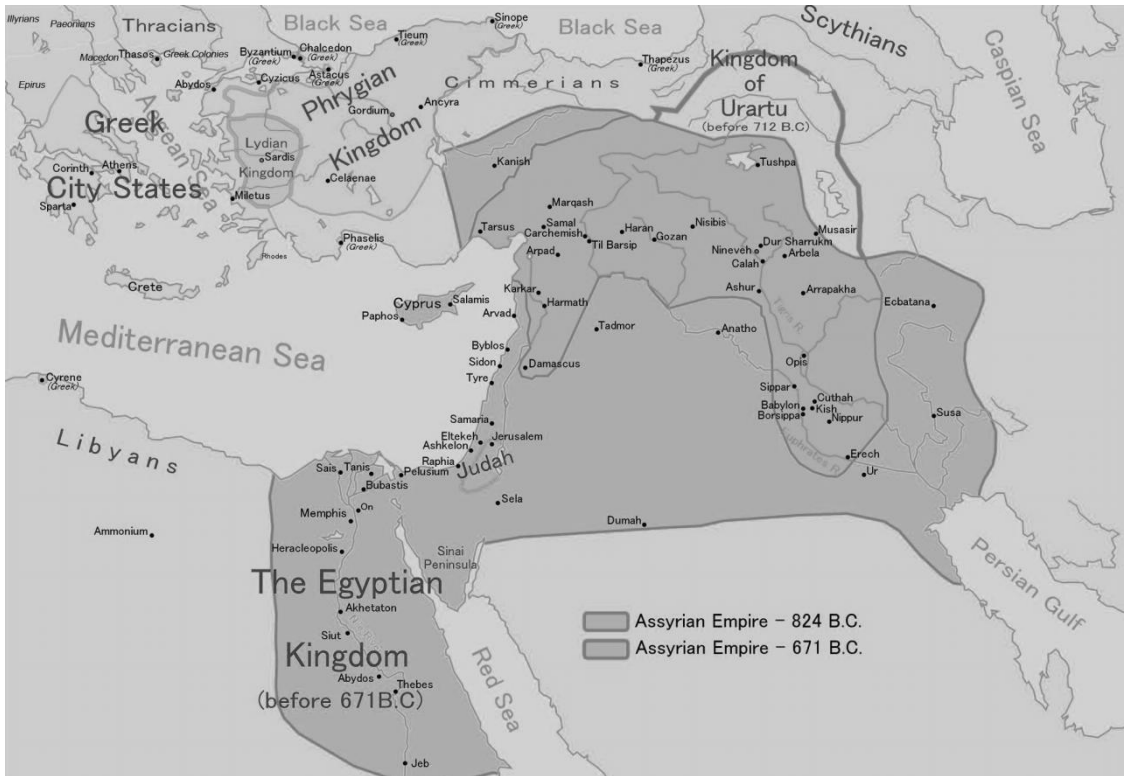 Illyrians
Paeonians
Thracians
Black Sea
Black Sea
Sinope
(Greek)
Scythians
Caspian Sea
Macedon
Thasos
Greek Colonies
Byzantium
(Greek)
Chalcedon
(Greek)
Tieum
(Greek)
Thapezus
(Greek)
Kingdom
of
Urartu
(before 712 B.C)
Epirus
Abydos
Cyzicus
Astacus
(Greek)
Cimmerians
Phrygian
Kingdom
Gordium
Ancyra
Aegean Sea
Greek
City States
Lydian
Kingdom
Sardis
Corinth
Athens
Sparta
Miletus
Celaenae
Kanish
Tushpa
Marqash
Tarsus
Samal
Carchemish
Til Barsip
Haran
Gozan
Nisibis
Musasir
Phaselis
(Greek)
Rhodes
Arpad
Nineveh
Dur Sharrukm
Calah
Arbela
Crete
Cyprus
Salamis
Paphos
Karkar
Harmath
Arvad
Ashur
Arrapakha
Ecbatana
Tigris R.
Mediterranean Sea
Tadmor
Anatho
Byblos
Sidon
Tyre
Damascus
Opis
Cyrene
(Greek)
Sippar
Cuthah
Babylon
Kish
Borsippa
Nippur
Susa
Samaria
Eltekeh
Jerusalem
Ashkelon
Raphia
Judah
Euphrates R.
Erech
Ur
Libyans
Sais
Tanis
Pelusium
Bubastis
Sela
On
Memphis
Dumah
Ammonium
Heracleopolis
Sinai
Peninsula
Persian Gulf
The Egyptian
Kingdom
(before 671B.C)
Akhetaton
Siut
Abydos
Thebes
Jeb
Red Sea
Assyrian Empire - 824 B.C.
Assyrian Empire - 671 B.C.